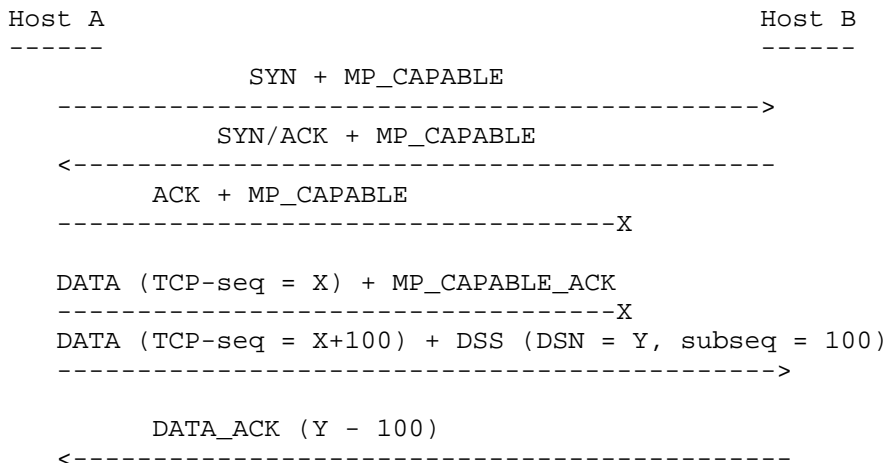 Host A Host B
------ ------
SYN + MP_CAPABLE
-------------------------------------------->
SYN/ACK + MP_CAPABLE
<--------------------------------------------
ACK + MP_CAPABLE
-----------------------------------X
DATA (TCP-seq = X) + MP_CAPABLE_ACK
-----------------------------------X
DATA (TCP-seq = X+100) + DSS (DSN = Y, subseq = 100)
--------------------------------------------->
DATA_ACK (Y - 100)
<---------------------------------------------